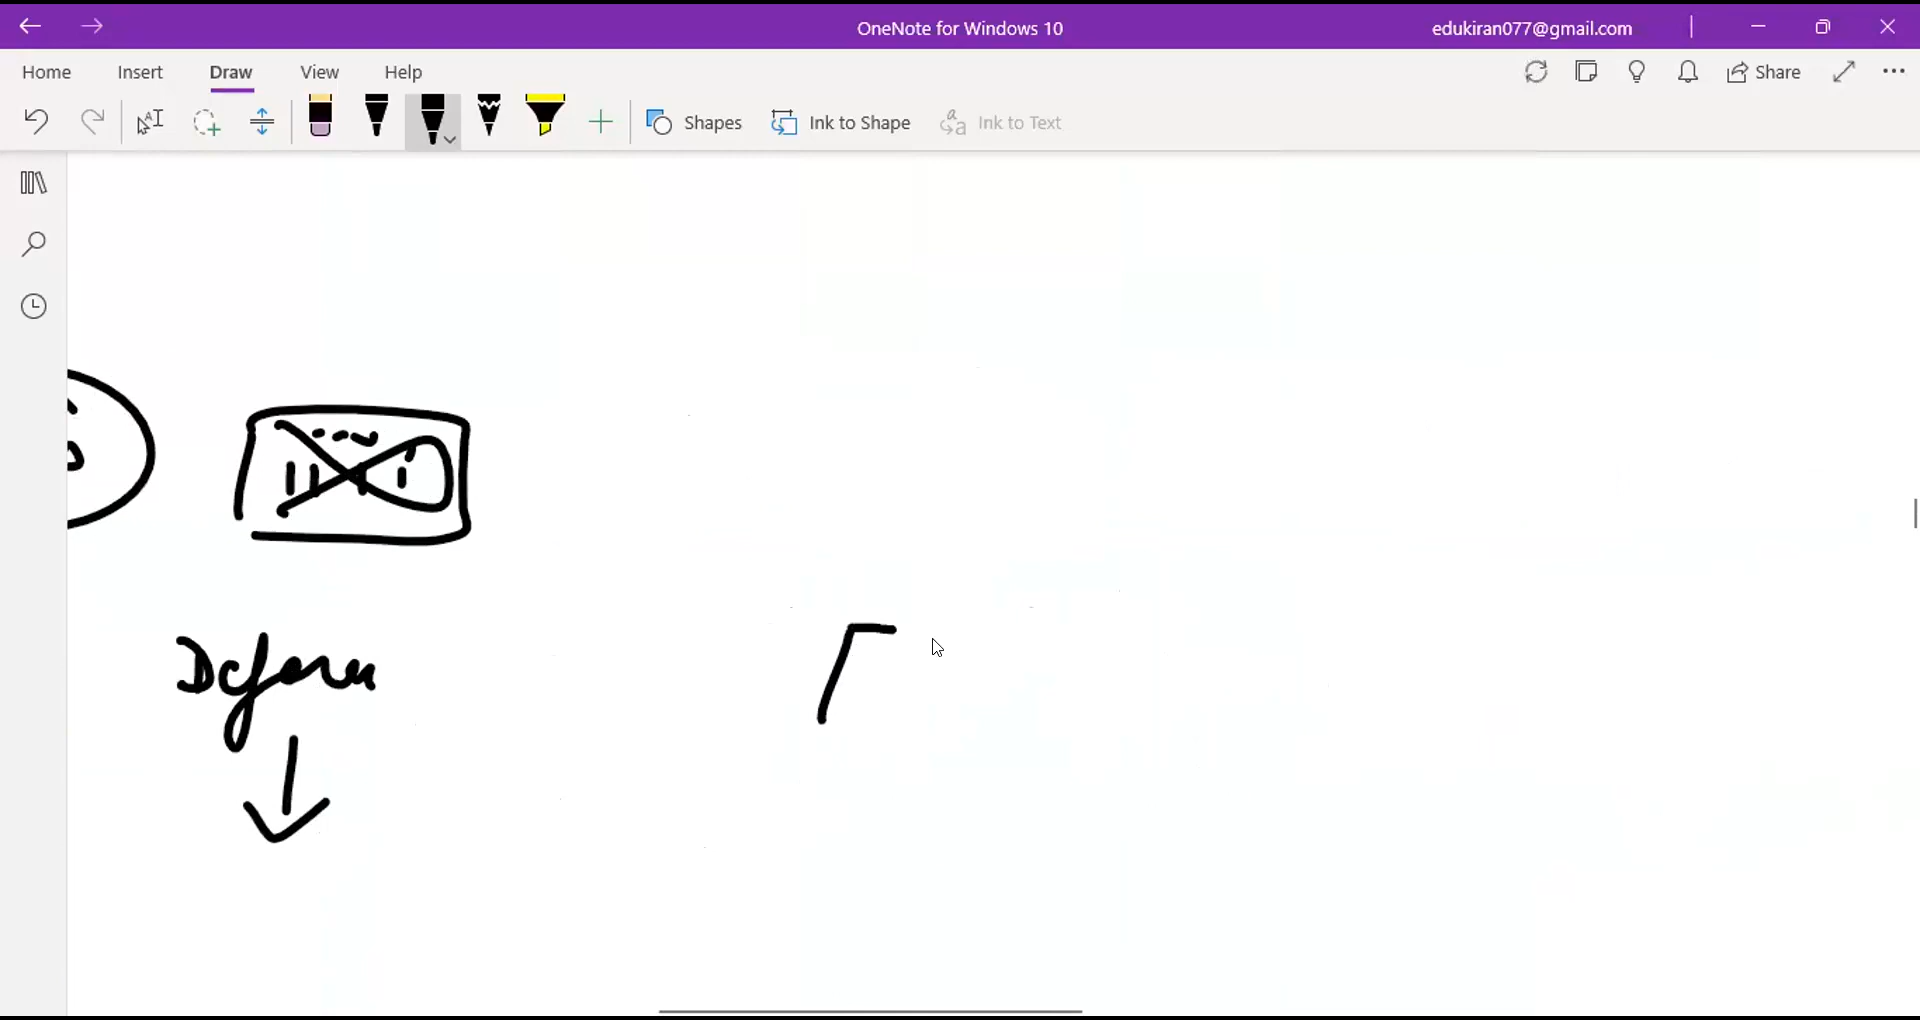 OneNote for Windows 10
edukiran077@gmail.com
Home Insert Draw View Help
Share
Shapes Ink to Shape Ink to Text